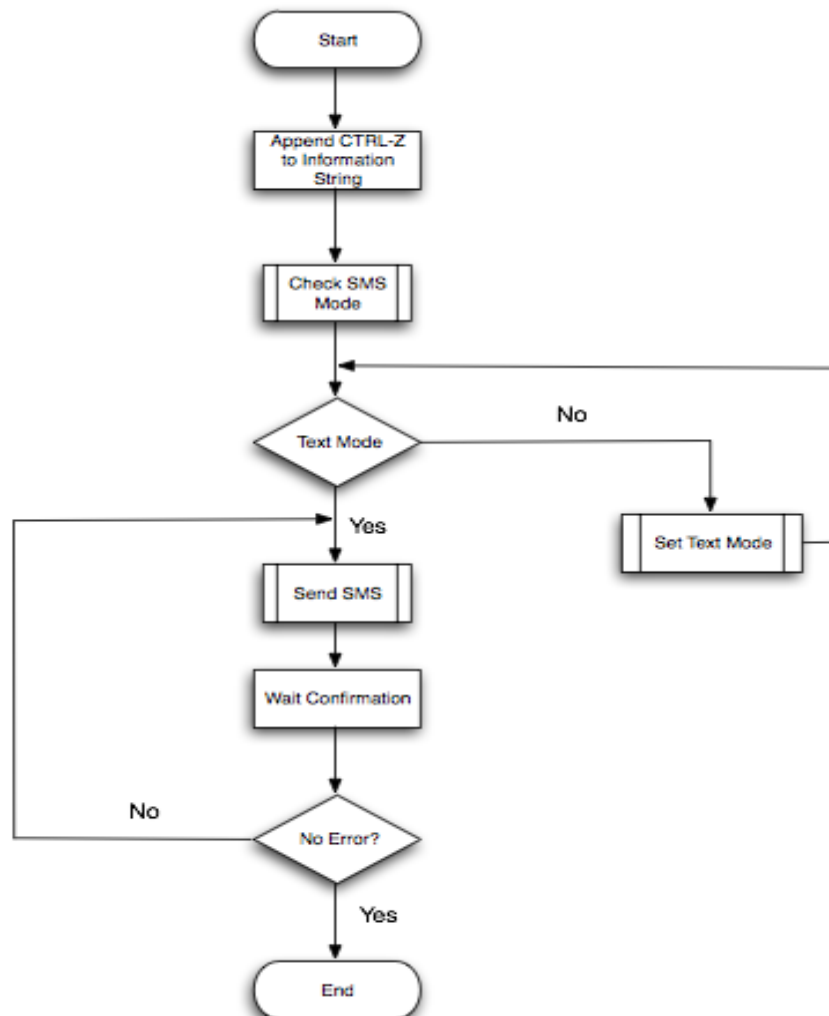 Start
Append CTRL-Z
to Information
String
Check SMS
Mode
Text Mode
No
Yes
Set Text Mode
Send SMS
Wait Confirmation
No
No Error?
Yes
End